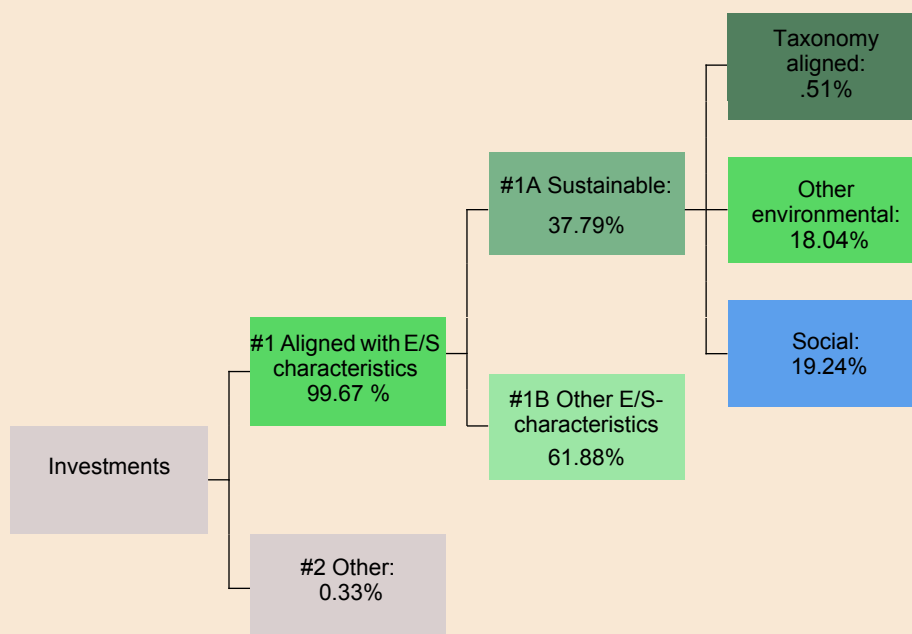 Taxonomy
aligned:
.51%
#1A Sustainable:
37.79%
Other
environmental:
18.04%
#1 Aligned with E/S
characteristics
99.67 %
Social:
19.24%
#1B Other E/S-
characteristics
61.88%
Investments
#2 Other:
0.33%